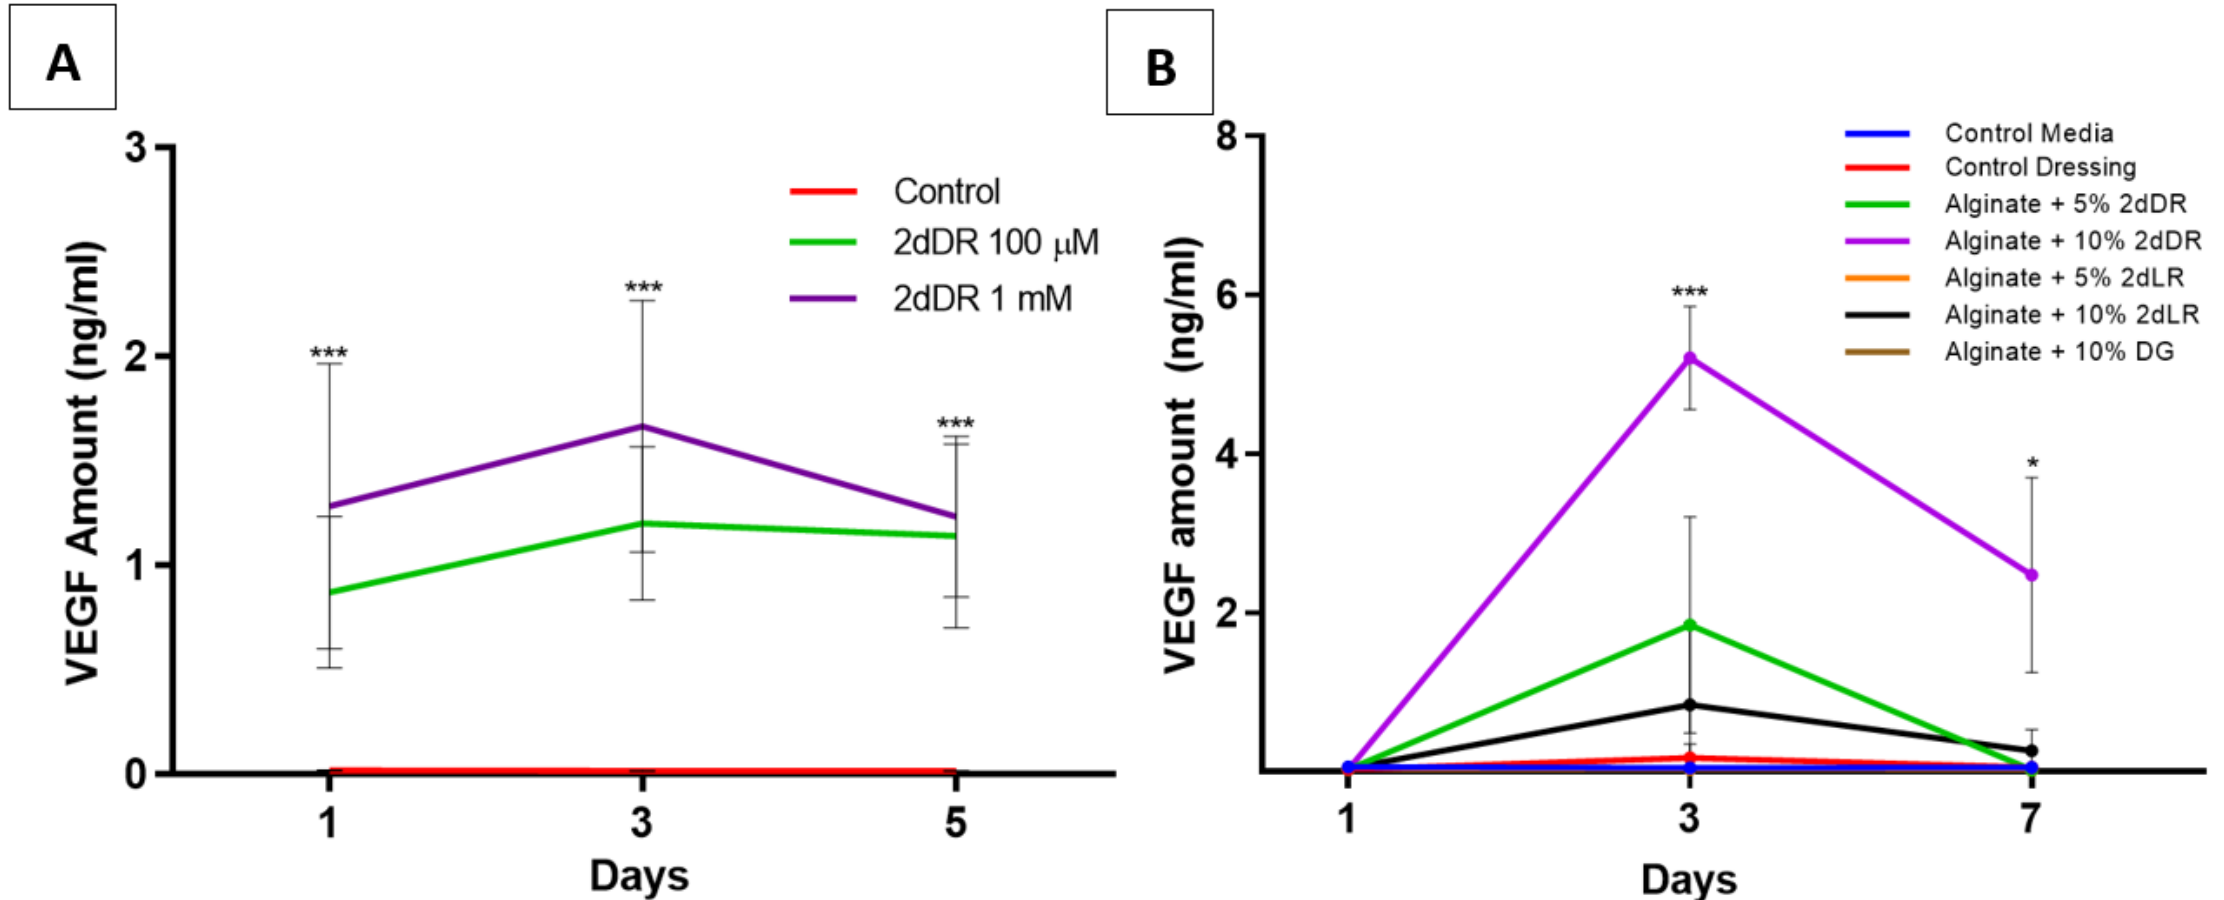 A
3
2
1
0
VEGF Amount (ng/ml)
***
***
***
Control
2dDR 100 μM
2dDR 1 mM
1
3
5
Days
B
8
6
4
2
VEGF amount (ng/ml)
***
*
Control Media
Control Dressing
Alginate + 5% 2dDR
Alginate + 10% 2dDR
Alginate + 5% 2dLR
Alginate + 10% 2dLR
Alginate + 10% DG
1
3
7
Days